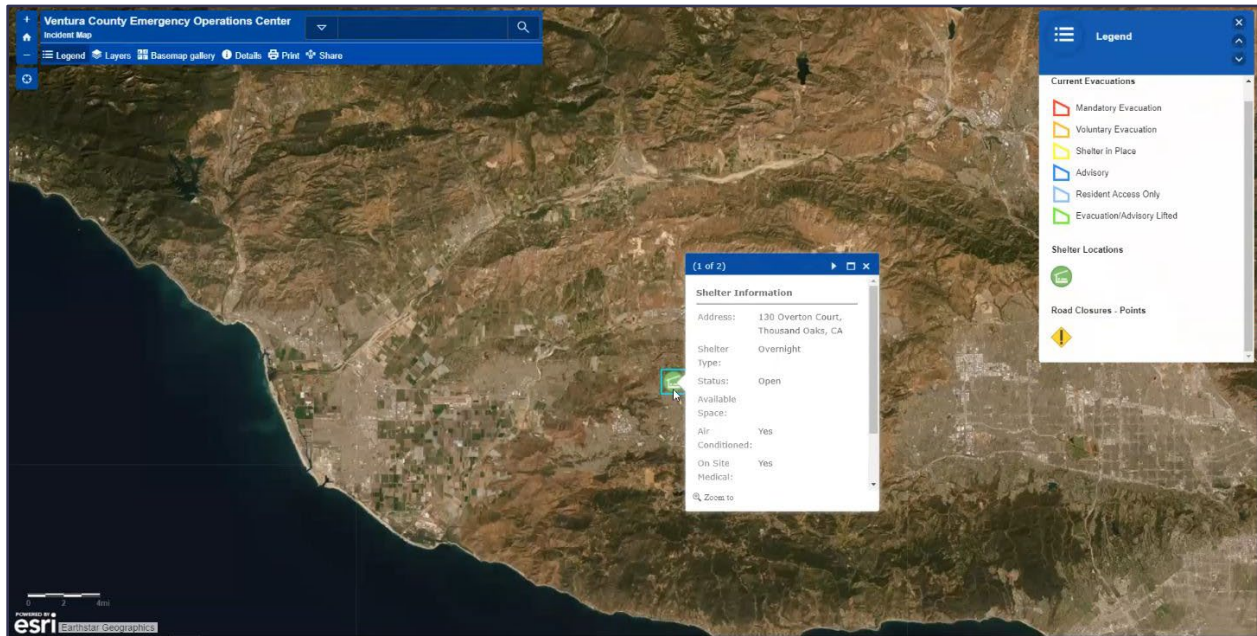 Ventura County Emergency Operations Center
Incident Map
Legend Layers Basemap gallery Details Print Share
Legend
Current Evacuations
Mandatory Evacuation
Voluntary Evacuation
Shelter in Place
Advisory
Resident Access Only
Evacuation/Advisory Lifted
Shelter Locations
Road Closures - Points
(1 of 2)
Shelter Information
Address: 130 Overton Court,
Thousand Oaks, CA
Shelter Overnight
Type:
Status: Open
Available
Space:
Air Yes
Conditioned:
On Site Yes
Medical:
Zoom to
0 2 4mi
POWERED BY
esri Earthstar Geographics